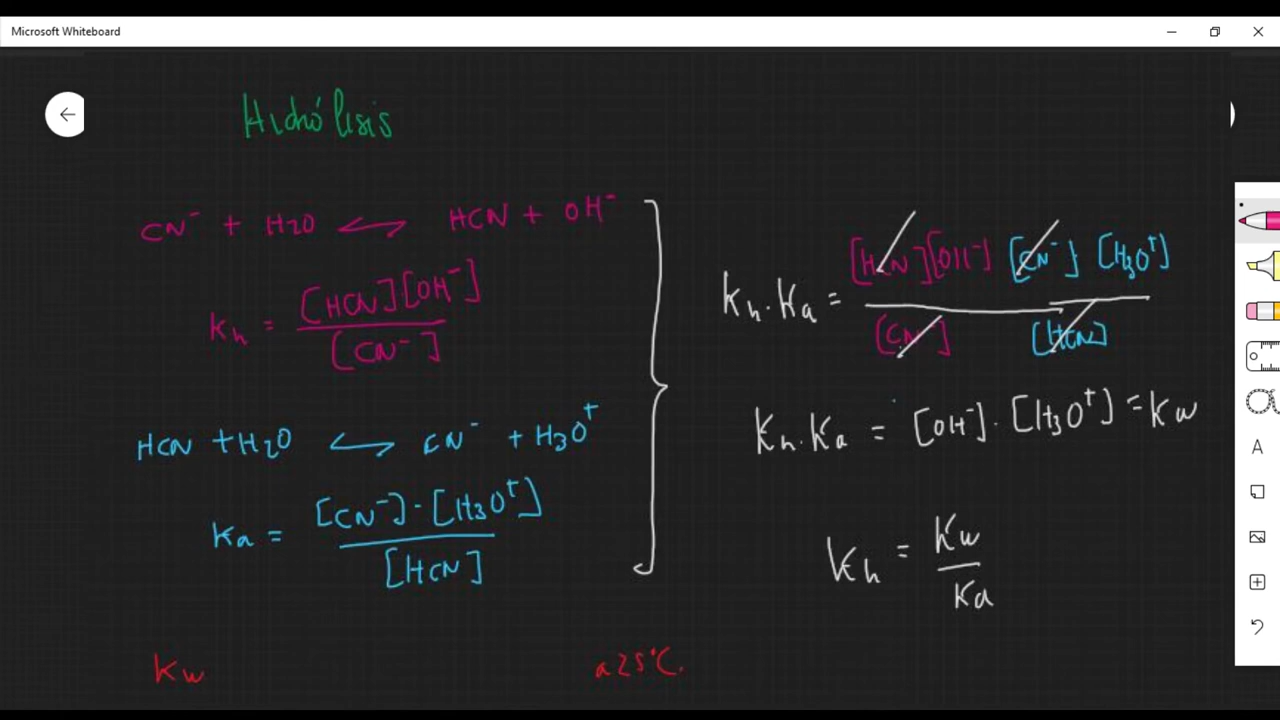 Microsoft Whiteboard
Hidrólisis
CN⁻ + H2O ⇌ HCN + OH⁻
Kh = [HCN]·[OH⁻] / [CN⁻]
HCN + H2O ⇌ CN⁻ + H3O⁺
Ka = [CN⁻]·[H3O⁺] / [HCN]
Kh·Ka = [HCN][OH⁻] [CN⁻]·[H3O⁺] / [CN⁻] [HCN]
Kh·Ka = [OH⁻]·[H3O⁺] = Kw
Kh = Kw / Ka
Kw a 25°C.
A